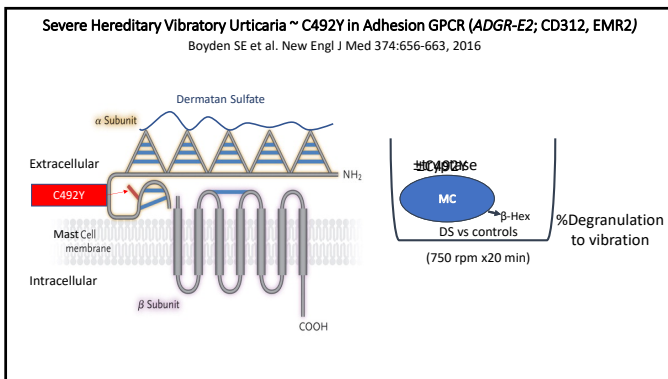 Severe Hereditary Vibratory Urticaria ~ C492Y in Adhesion GPCR (ADGR-E2; CD312, EMR2)
Boyden SE et al. New Engl J Med 374:656-663, 2016
Dermatan Sulfate
α Subunit
Extracellular
NH2
C492Y
Mast Cell
membrane
Intracellular
β Subunit
COOH
±C492Y
MC
β-Hex
DS vs controls
%Degranulation
to vibration
(750 rpm x20 min)